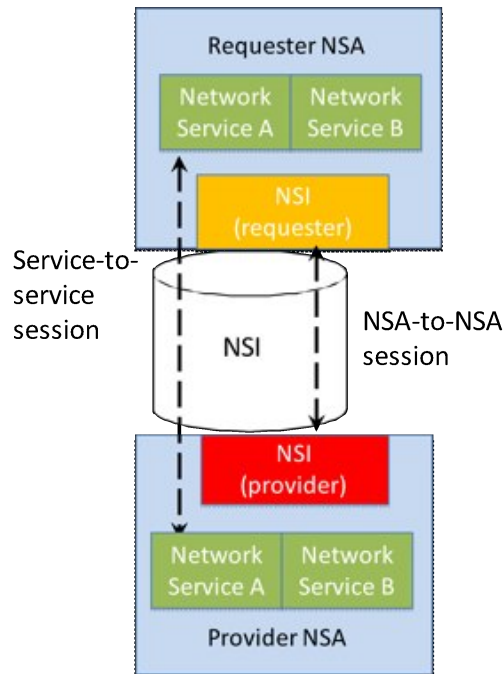 Requester NSA
Network Service A
Network Service B
NSI
(requester)
Service-to-
service
session
NSI
NSA-to-NSA
session
NSI
(provider)
Network Service A
Network Service B
Provider NSA